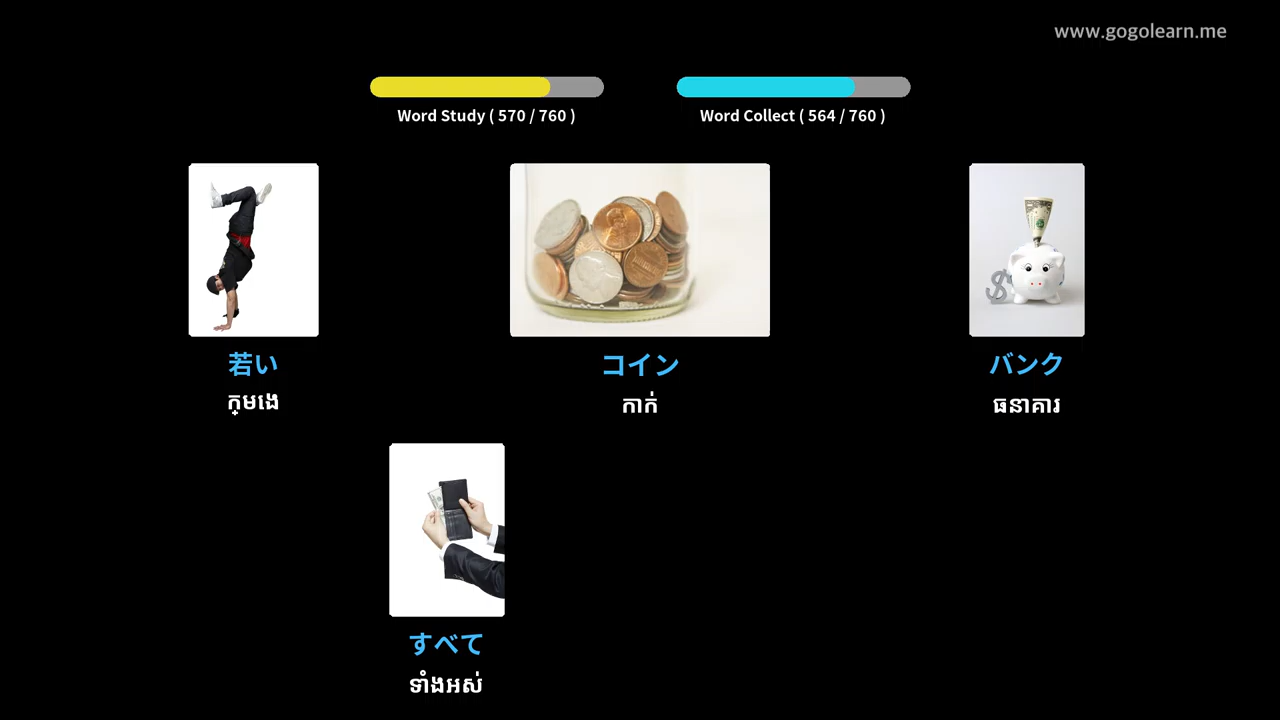 www.gogolearn.me
Word Study ( 570 / 760 )
Word Collect ( 564 / 760 )
若い
コイン
バンク
ក្មេង
កាក់
ធនាគារ
すべて
ទាំងអស់